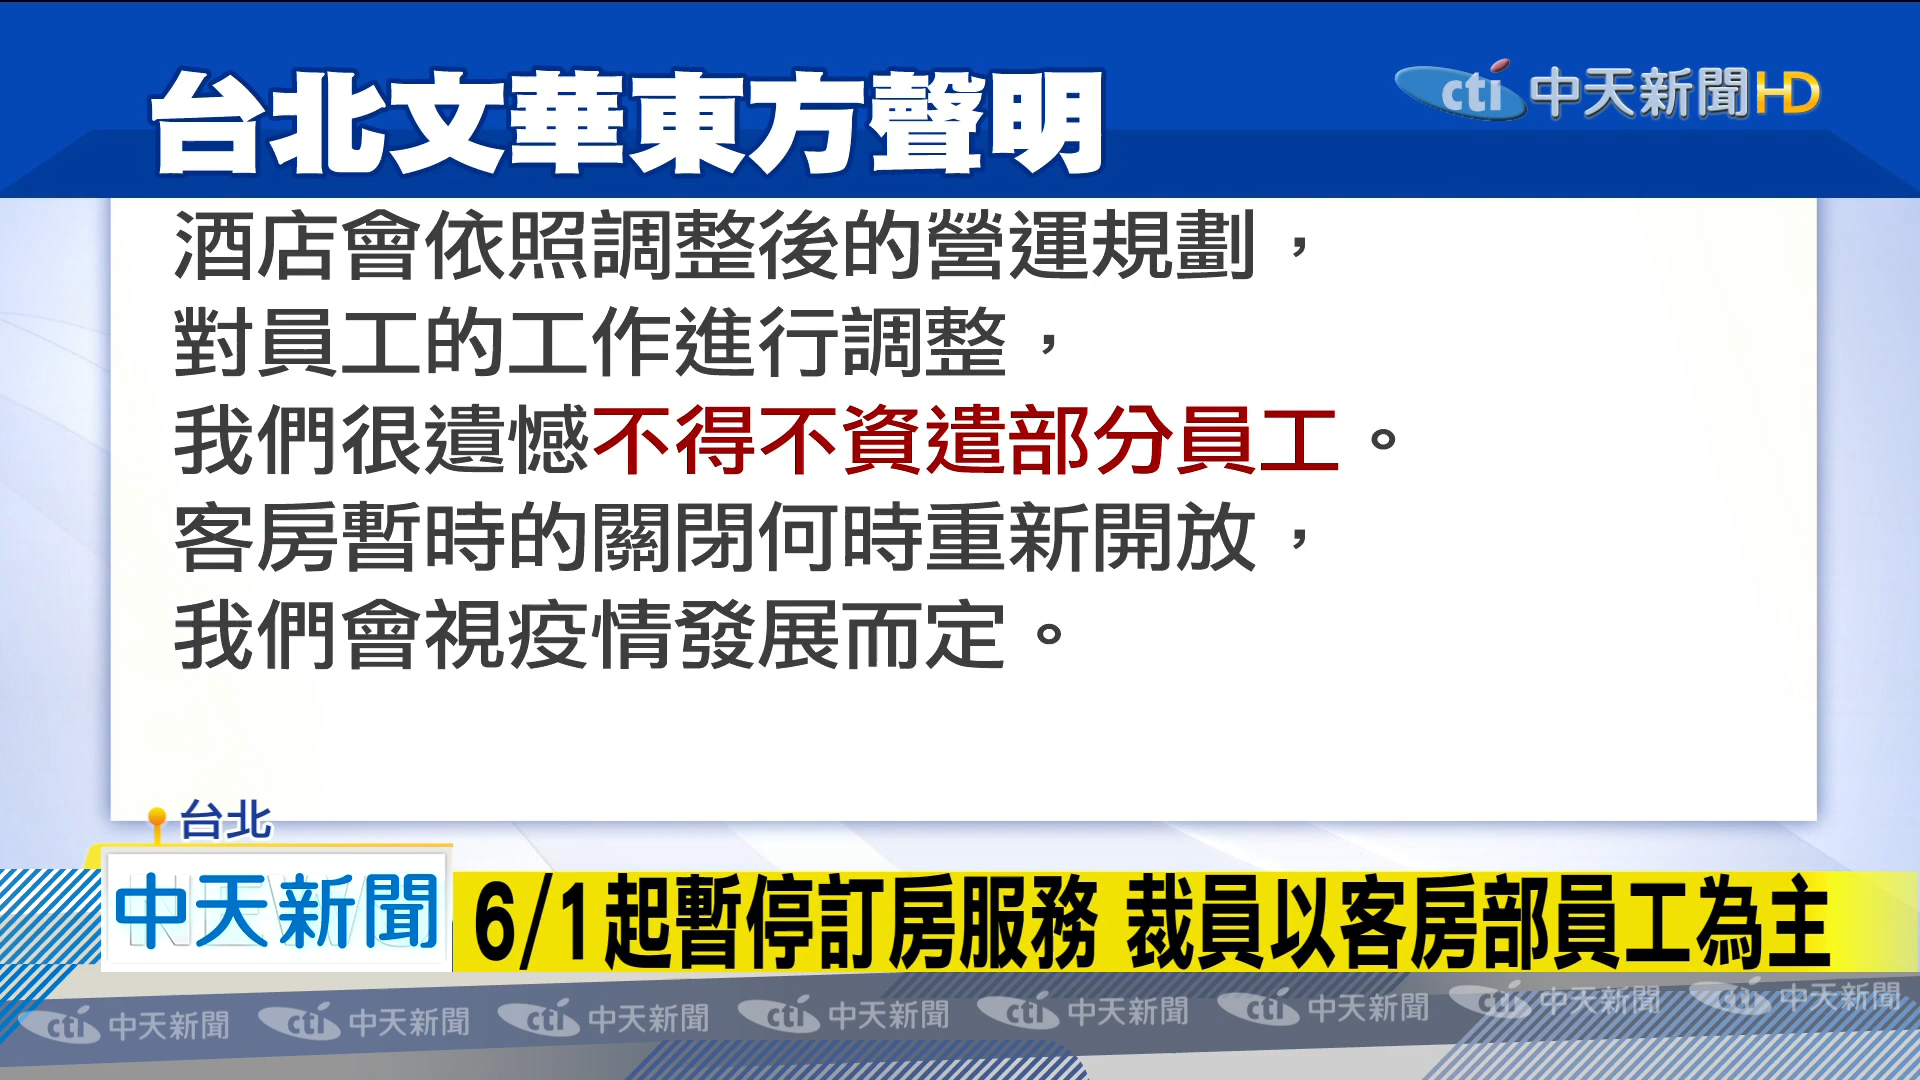 台北文華東方聲明
cti 中天新聞HD
酒店會依照調整後的營運規劃，
對員工的工作進行調整，
我們很遺憾不得不資遣部分員工。
客房暫時的關閉何時重新開放，
我們會視疫情發展而定。
台北
中天新聞
6/1起暫停訂房服務 裁員以客房部員工為主
cti 中天新聞 cti 中天新聞 cti 中天新聞 cti 中天新聞 cti 中天新聞 cti 中天新聞 cti 中天新聞 cti 中天新聞